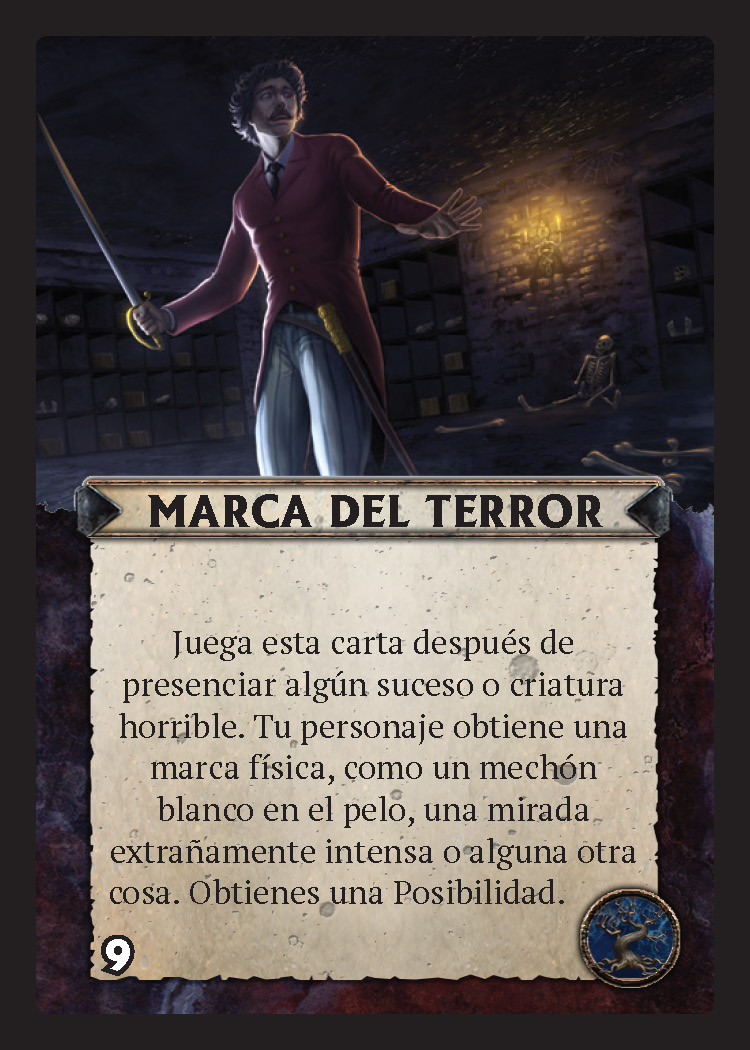 MARCA DEL TERROR
Juega esta carta después de
presenciar algún suceso o criatura
horrible. Tu personaje obtiene una
marca física, como un mechón
blanco en el pelo, una mirada
extrañamente intensa o alguna otra
cosa. Obtienes una Posibilidad.
9